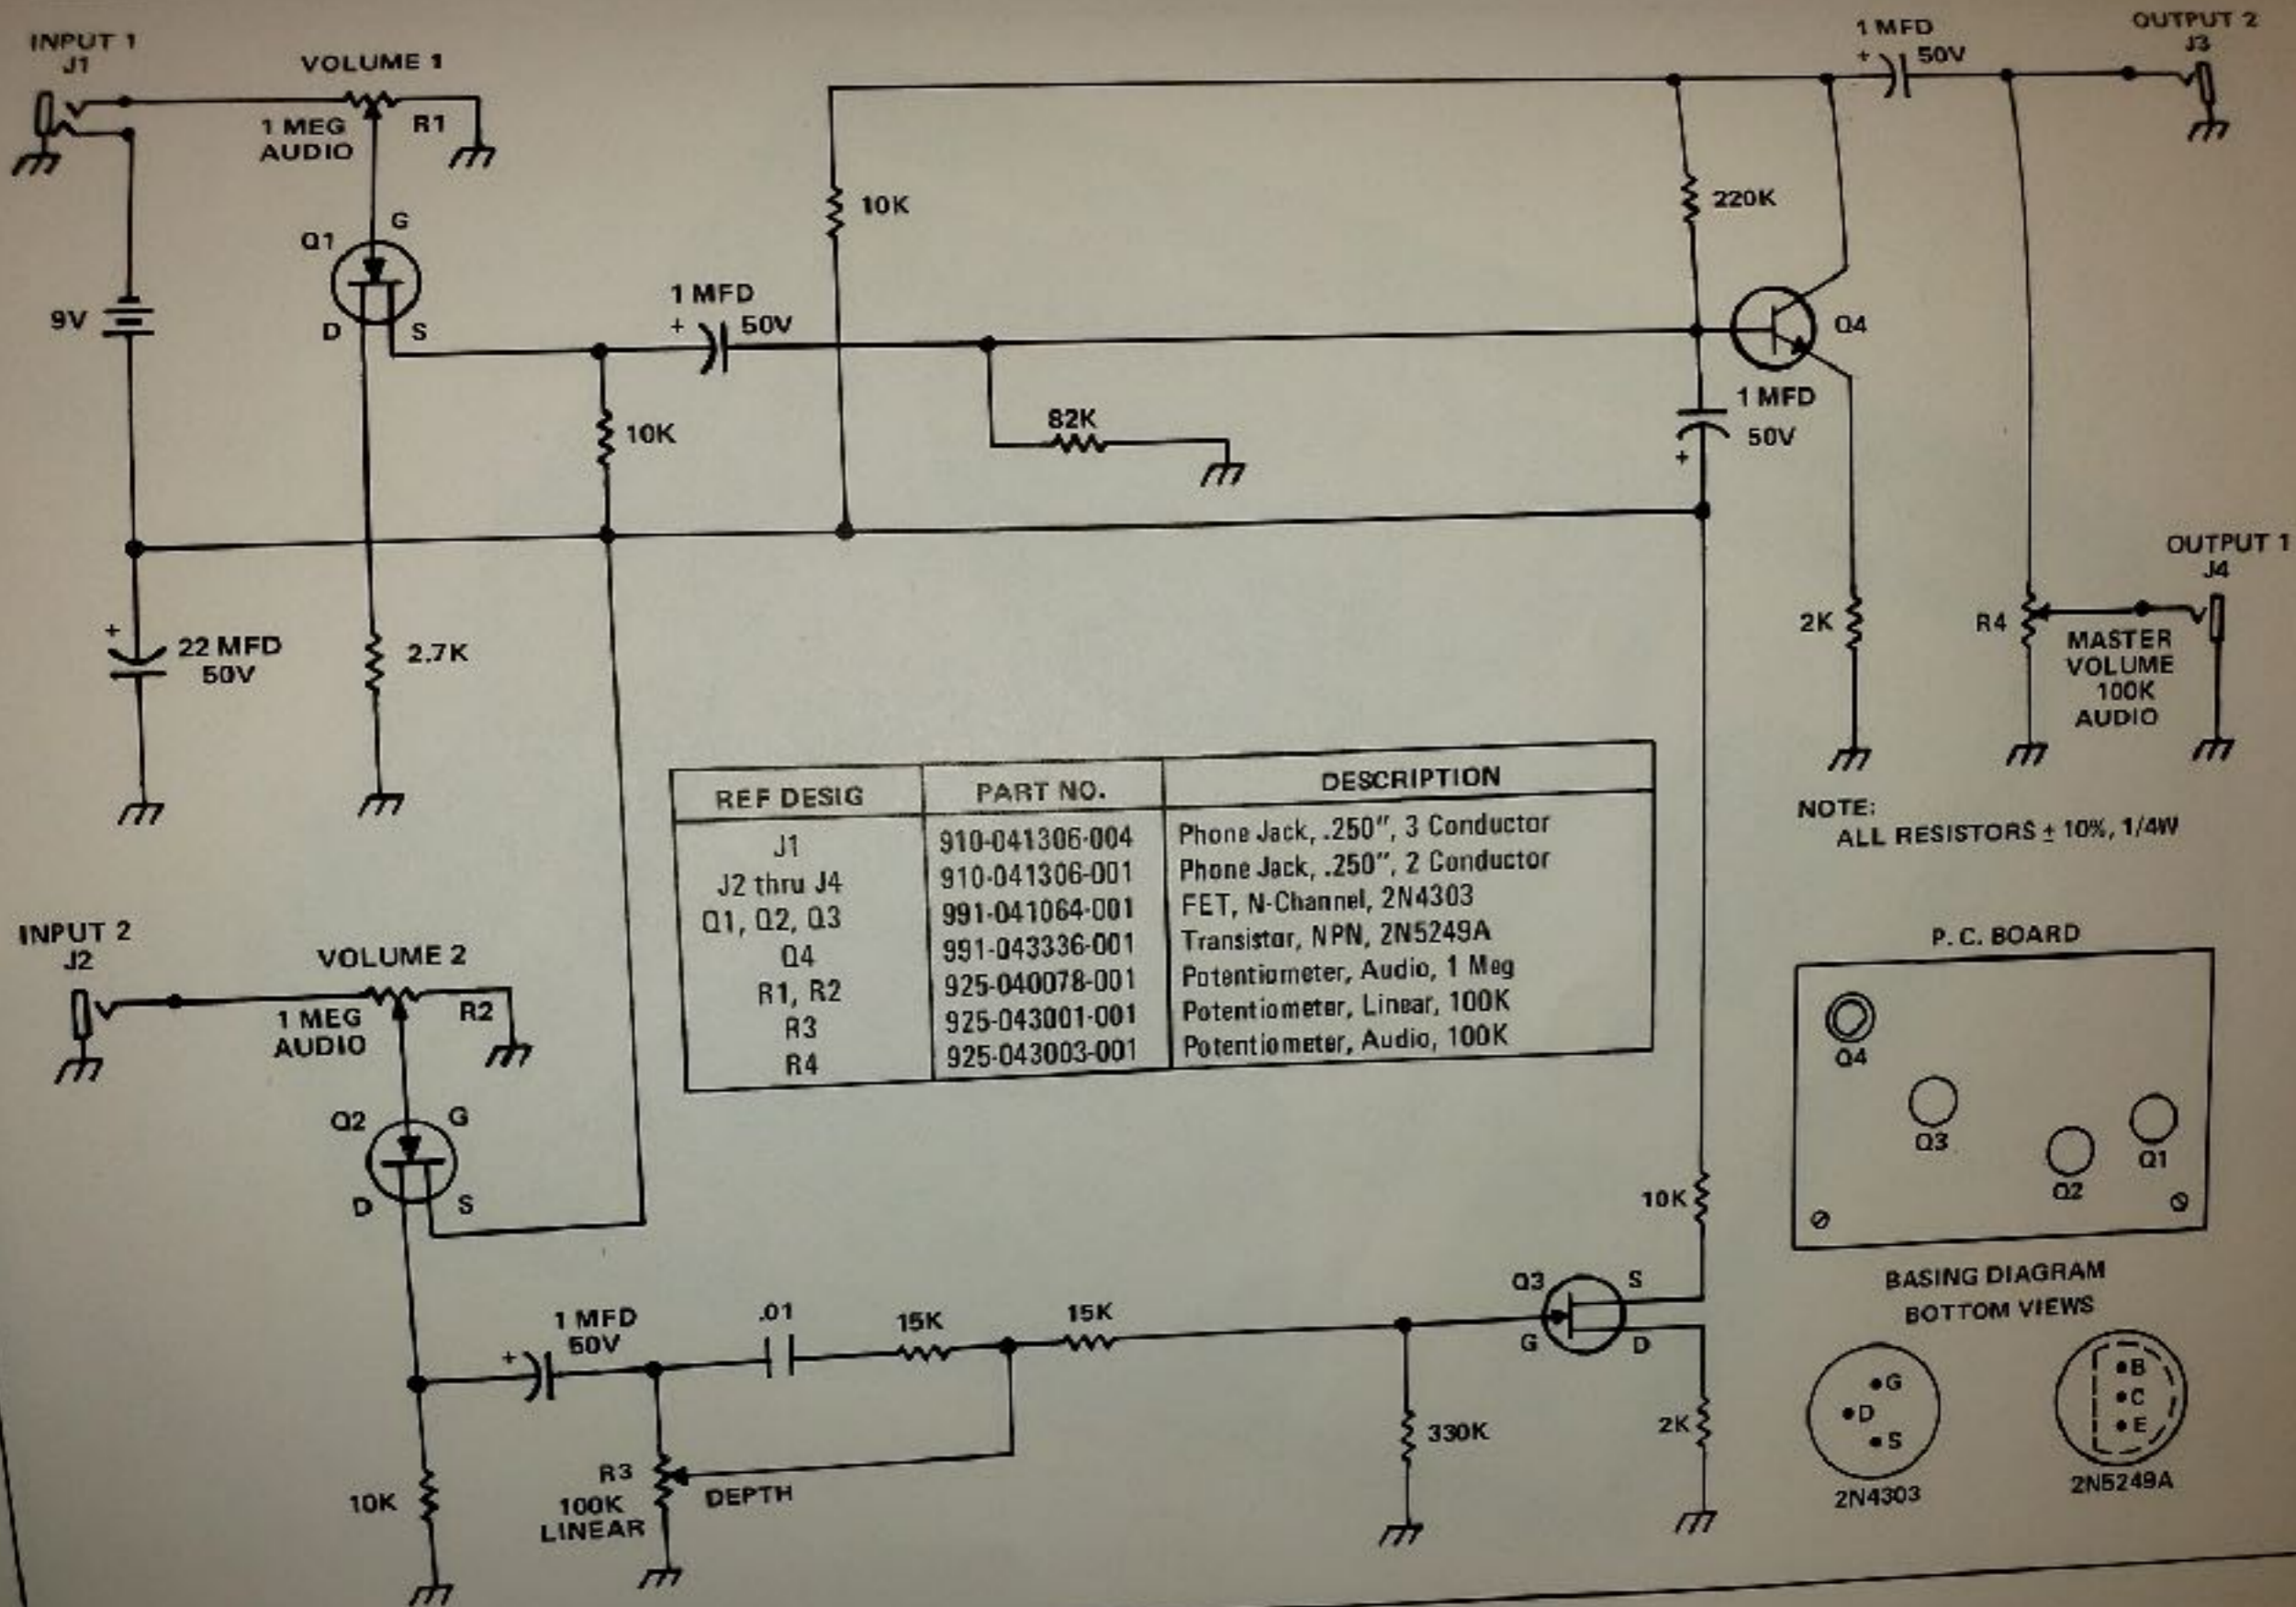 INPUT 1
J1
VOLUME 1
1 MEG
AUDIO
R1
Q1
G
D
S
9V
1 MFD
+
50V
10K
10K
82K
22 MFD
50V
+
2.7K
1 MFD
+
50V
220K
Q4
1 MFD
50V
+
2K
OUTPUT 2
J3
OUTPUT 1
J4
R4
MASTER
VOLUME
100K
AUDIO
NOTE:
ALL RESISTORS ± 10%, 1/4W
REF DESIG PART NO. DESCRIPTION
J1 910-041306-004 Phone Jack, .250", 3 Conductor
J2 thru J4 910-041306-001 Phone Jack, .250", 2 Conductor
Q1, Q2, Q3 991-041064-001 FET, N-Channel, 2N4303
Q4 991-043336-001 Transistor, NPN, 2N5249A
R1, R2 925-040078-001 Potentiometer, Audio, 1 Meg
R3 925-043001-001 Potentiometer, Linear, 100K
R4 925-043003-001 Potentiometer, Audio, 100K
INPUT 2
J2
VOLUME 2
1 MEG
AUDIO
R2
Q2
G
D
S
1 MFD
50V
+
.01
15K
15K
10K
R3
100K
LINEAR
DEPTH
330K
10K
Q3
S
G
D
2K
P. C. BOARD
Q4
Q3
Q2
Q1
BASING DIAGRAM
BOTTOM VIEWS
G
D
S
2N4303
B
C
E
2N5249A